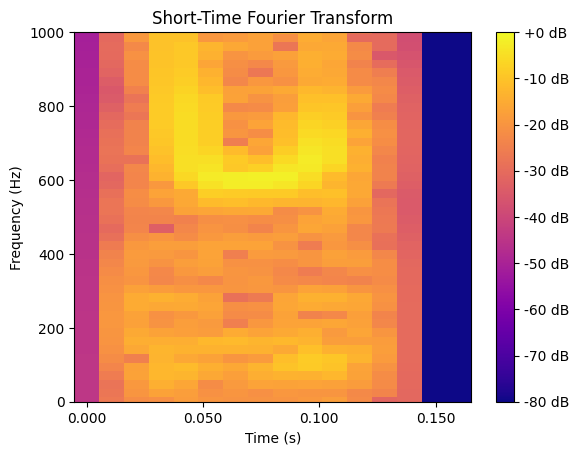 Short-Time Fourier Transform
Frequency (Hz)
1000
800
600
400
200
0
0.000
0.050
0.100
0.150
Time (s)
+0 dB
-10 dB
-20 dB
-30 dB
-40 dB
-50 dB
-60 dB
-70 dB
-80 dB